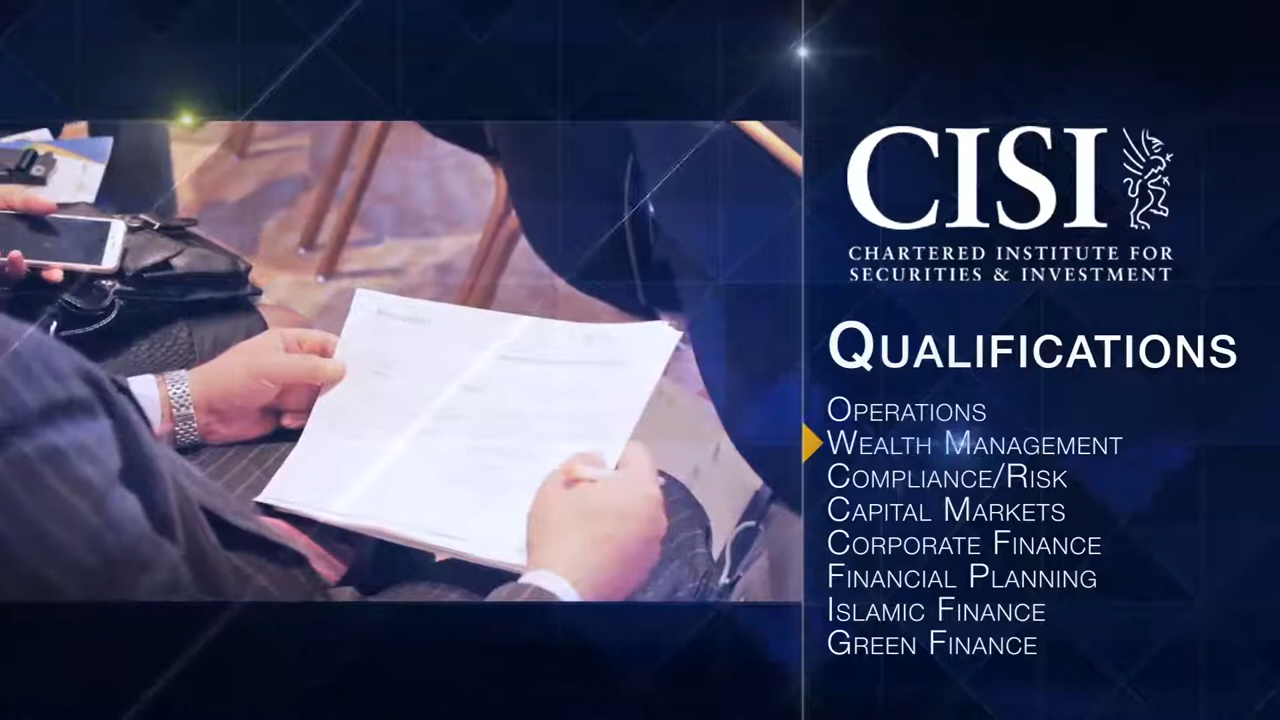 CISI
CHARTERED INSTITUTE FOR
SECURITIES & INVESTMENT
QUALIFICATIONS
OPERATIONS
WEALTH MANAGEMENT
COMPLIANCE/RISK
CAPITAL MARKETS
CORPORATE FINANCE
FINANCIAL PLANNING
ISLAMIC FINANCE
GREEN FINANCE